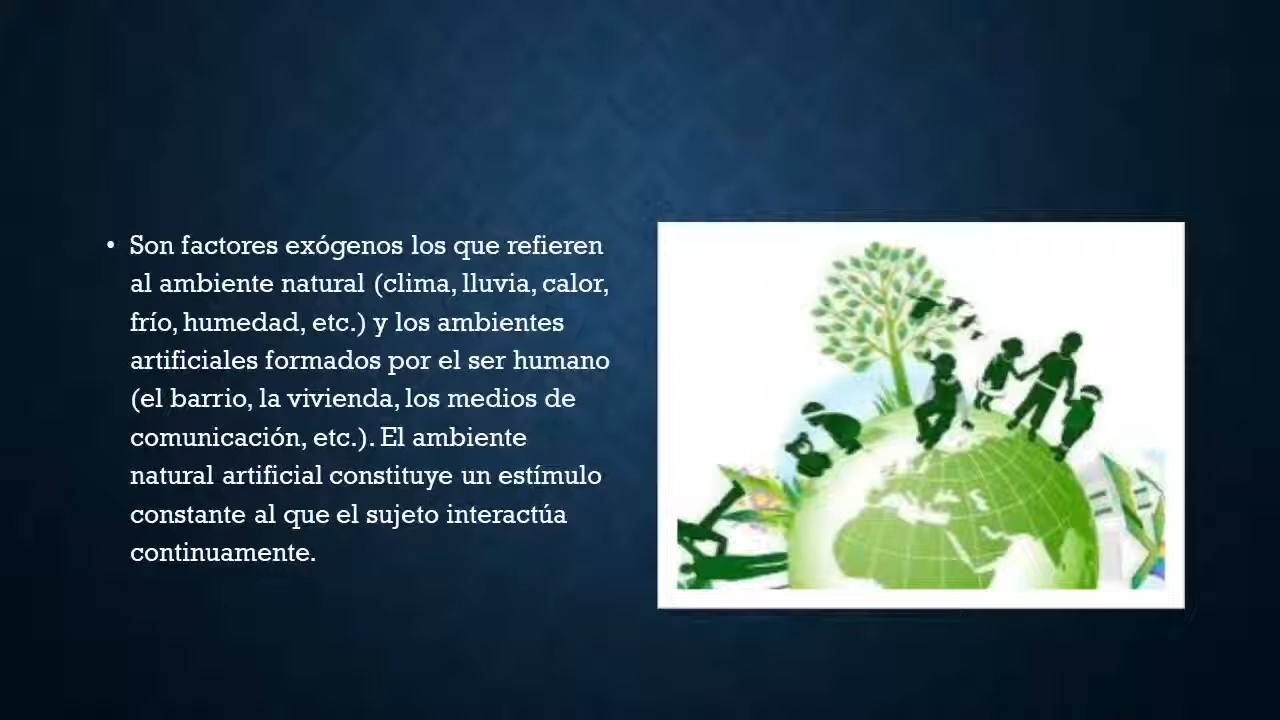 • Son factores exógenos los que refieren
al ambiente natural (clima, lluvia, calor,
frío, humedad, etc.) y los ambientes
artificiales formados por el ser humano
(el barrio, la vivienda, los medios de
comunicación, etc.). El ambiente
natural artificial constituye un estímulo
constante al que el sujeto interactúa
continuamente.